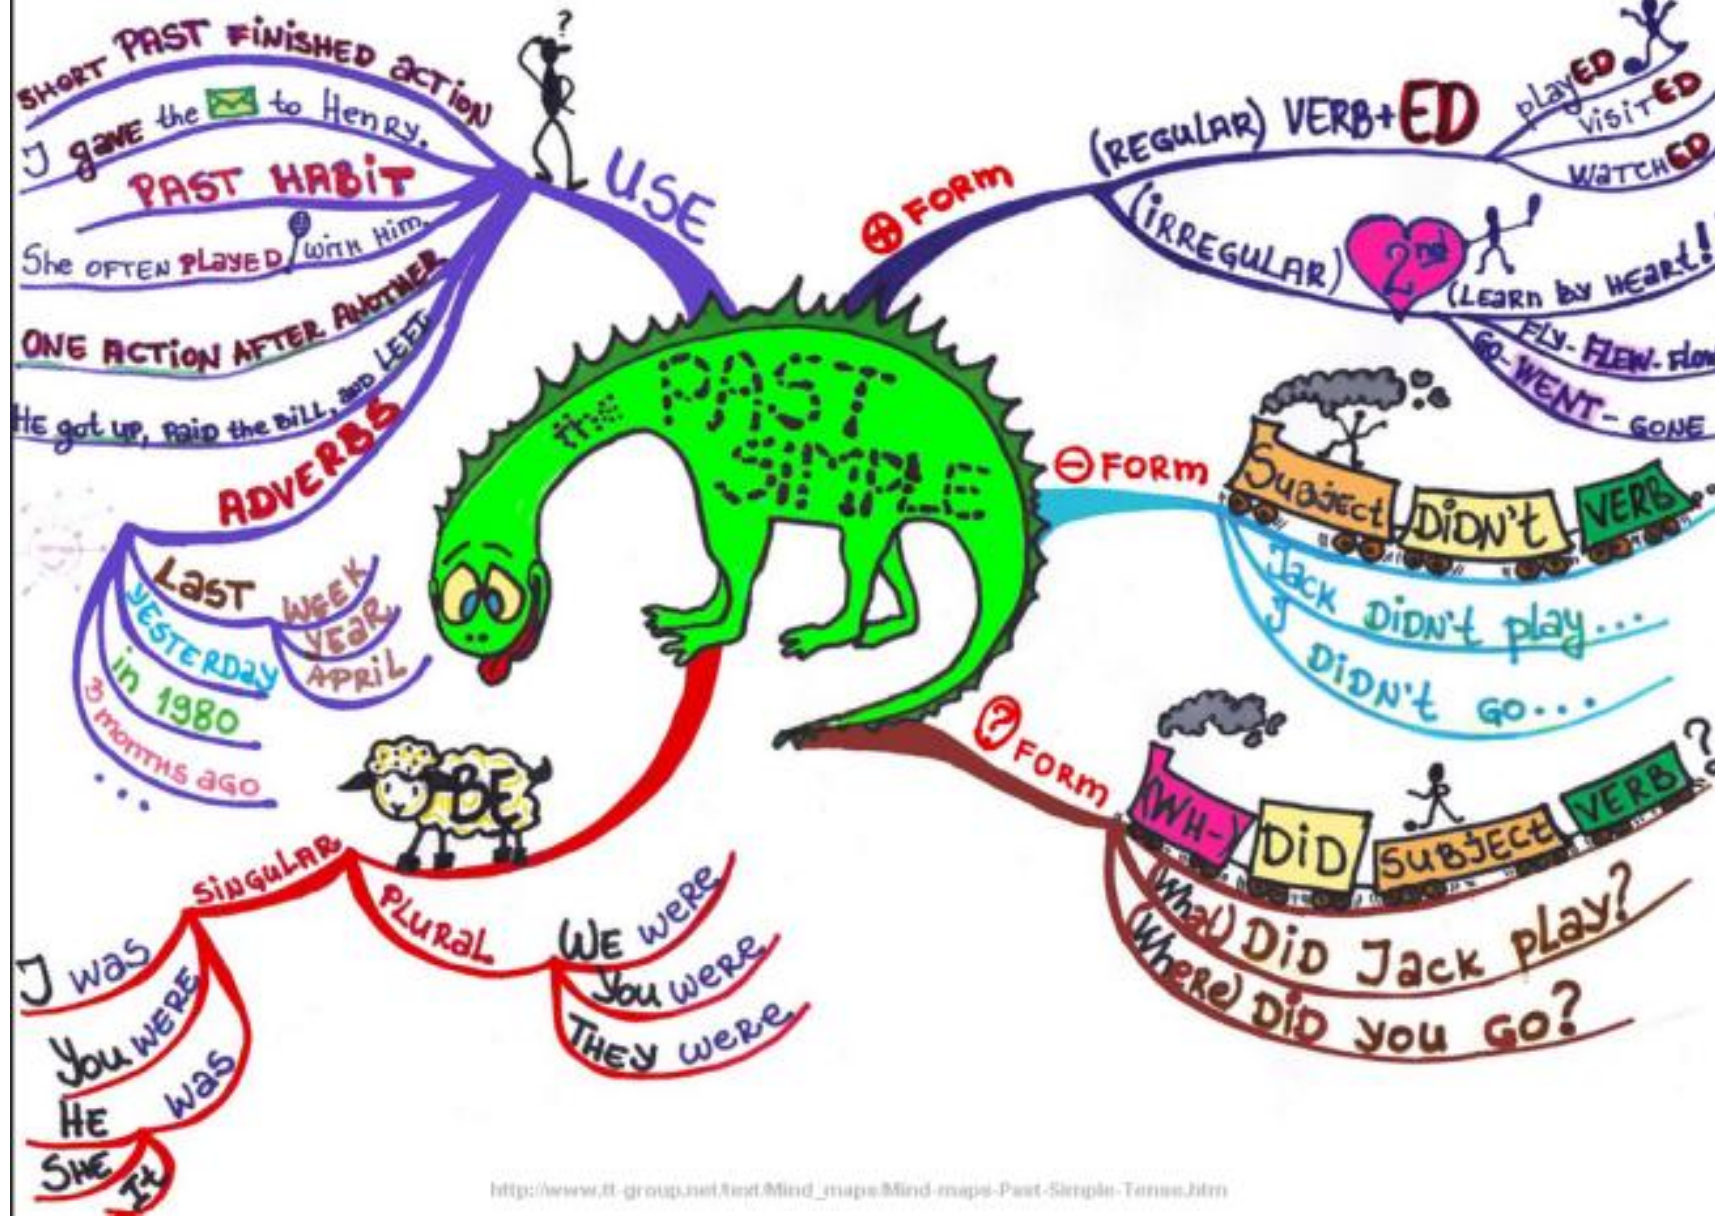 the PAST
SIMPLE
USE
?
SHORT PAST FINISHED ACTION
I gave the to Henry.
PAST HABIT
She OFTEN PLAYED with Him.
ONE ACTION AFTER ANOTHER
HE got up, paid the Bill, and LEFT
ADVERBS
LAST
WEEK
YEAR
APRIL
YESTERDAY
in 1980
3 months ago
...
+ FORM
(REGULAR) VERB+ED
playED
visitED
watchED
(iRREGULAR) 2nd
(Learn by Heart!
FLY- FLEW- Flow
GO- WENT - GONE
- FORM
Subject DiDN't VERB
Jack DiDN't play...
I DiDN't go...
? FORM
(WH-) DiD SUBJECt VERB ?
(What) DiD Jack play?
(Where) DiD you Go?
BE
SiNGULAR
I was
You WERE
HE was
SHE
It
PLURaL
WE were
You were
THEY were
http://www.tt-group.net/text/Mind_maps/Mind-maps-Past-Simple-Tense.htm